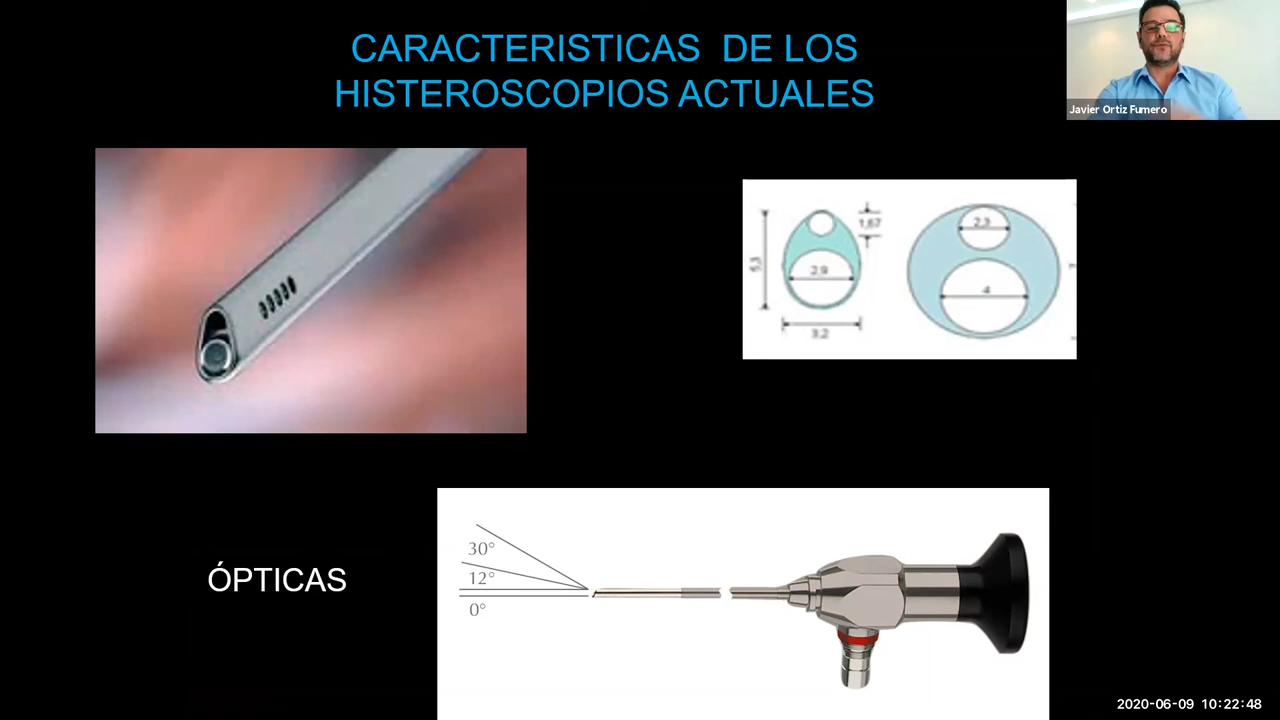 CARACTERISTICAS DE LOS
HISTEROSCOPIOS ACTUALES
Javier Ortiz Fumero
1,67
2,3
5,3
2,9
4
3,2
30°
12°
0°
ÓPTICAS
2020-06-09 10:22:48